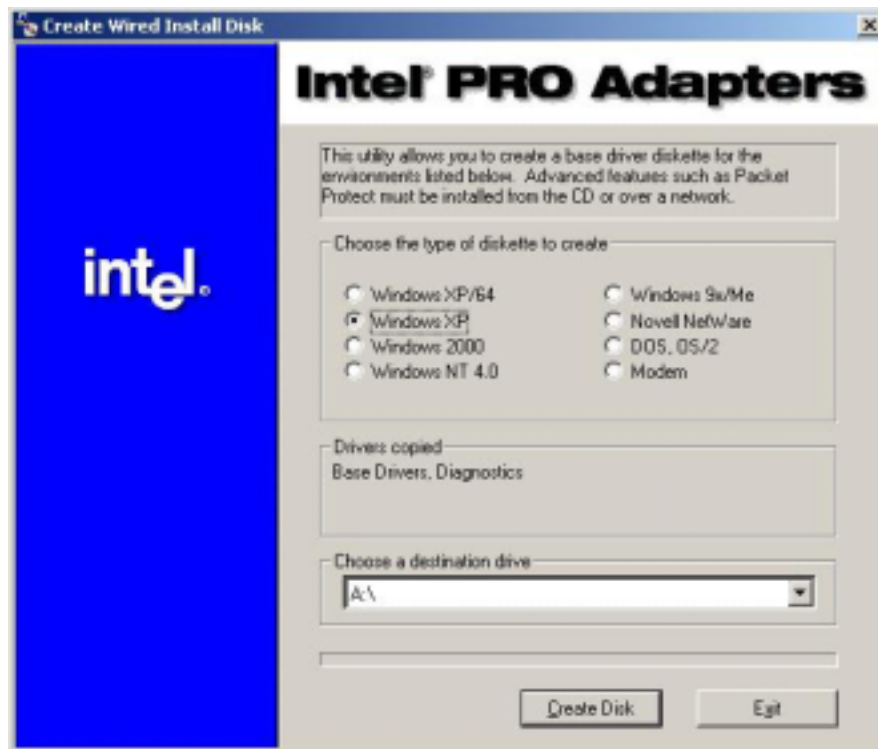 Create Wired Install Disk
Intel® PRO Adapters
This utility allows you to create a base driver diskette for the
environments listed below. Advanced features such as Packet
Protect must be installed from the CD or over a network.
intel.
Choose the type of diskette to create
Windows XP/64
Windows XP
Windows 2000
Windows NT 4.0
Windows 9x/Me
Novell NetWare
DOS, OS/2
Modem
Drivers copied
Base Drivers, Diagnostics
Choose a destination drive
A:\
Create Disk
Exit